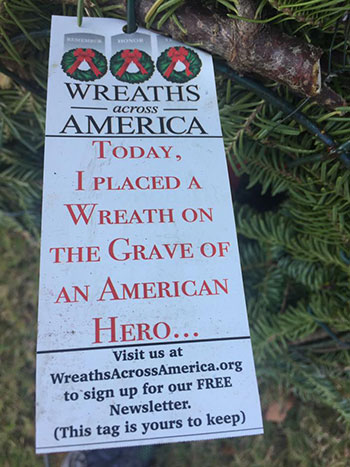 REMEMBER HONOR
WREATHS
across
AMERICA
TODAY,
I PLACED A
WREATH ON
THE GRAVE OF
AN AMERICAN
HERO...
Visit us at
WreathsAcrossAmerica.org
to sign up for our FREE
Newsletter.
(This tag is yours to keep)